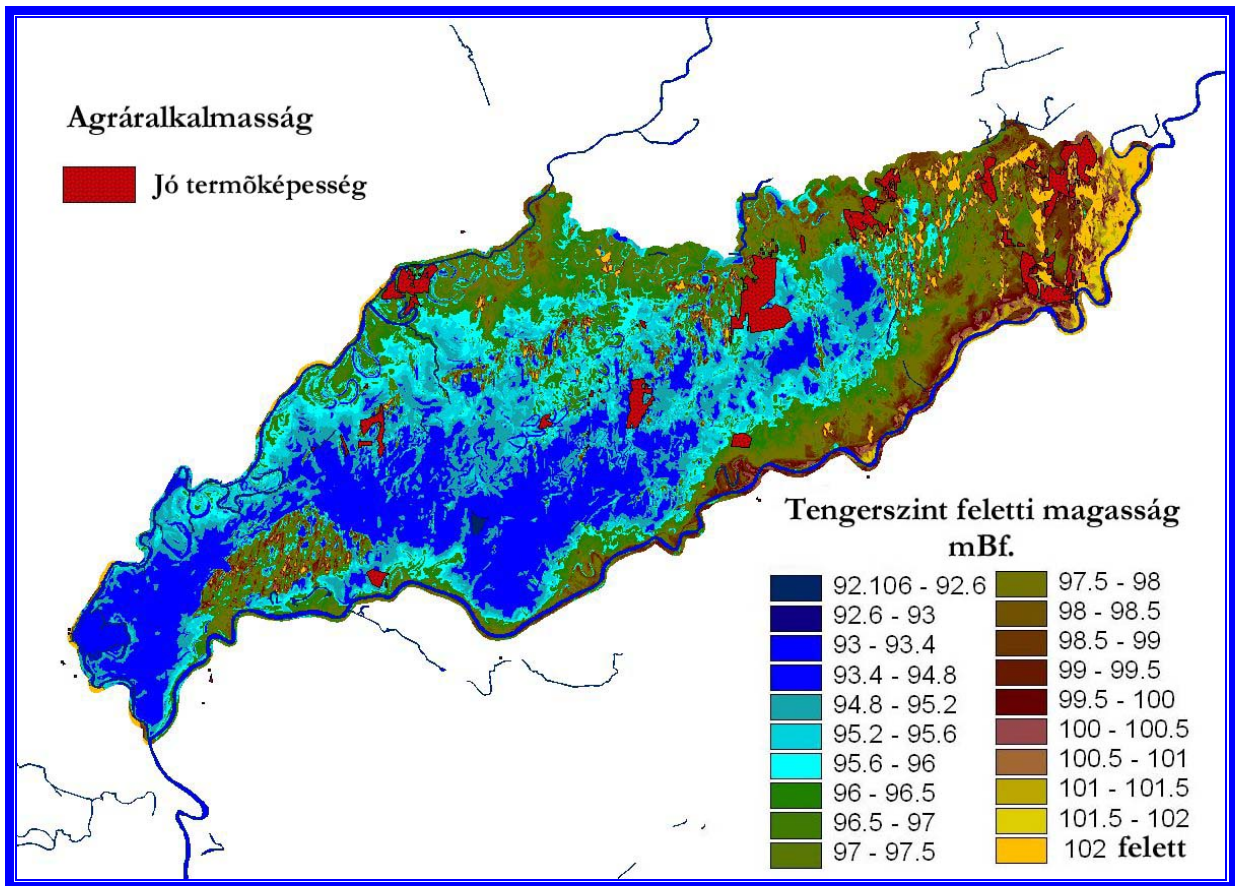 Agráralkalmasság
Jó termõképesség
Tengerszint feletti magasság
mBf.
92.106 - 92.6
92.6 - 93
93 - 93.4
93.4 - 94.8
94.8 - 95.2
95.2 - 95.6
95.6 - 96
96 - 96.5
96.5 - 97
97 - 97.5
97.5 - 98
98 - 98.5
98.5 - 99
99 - 99.5
99.5 - 100
100 - 100.5
100.5 - 101
101 - 101.5
101.5 - 102
102 felett